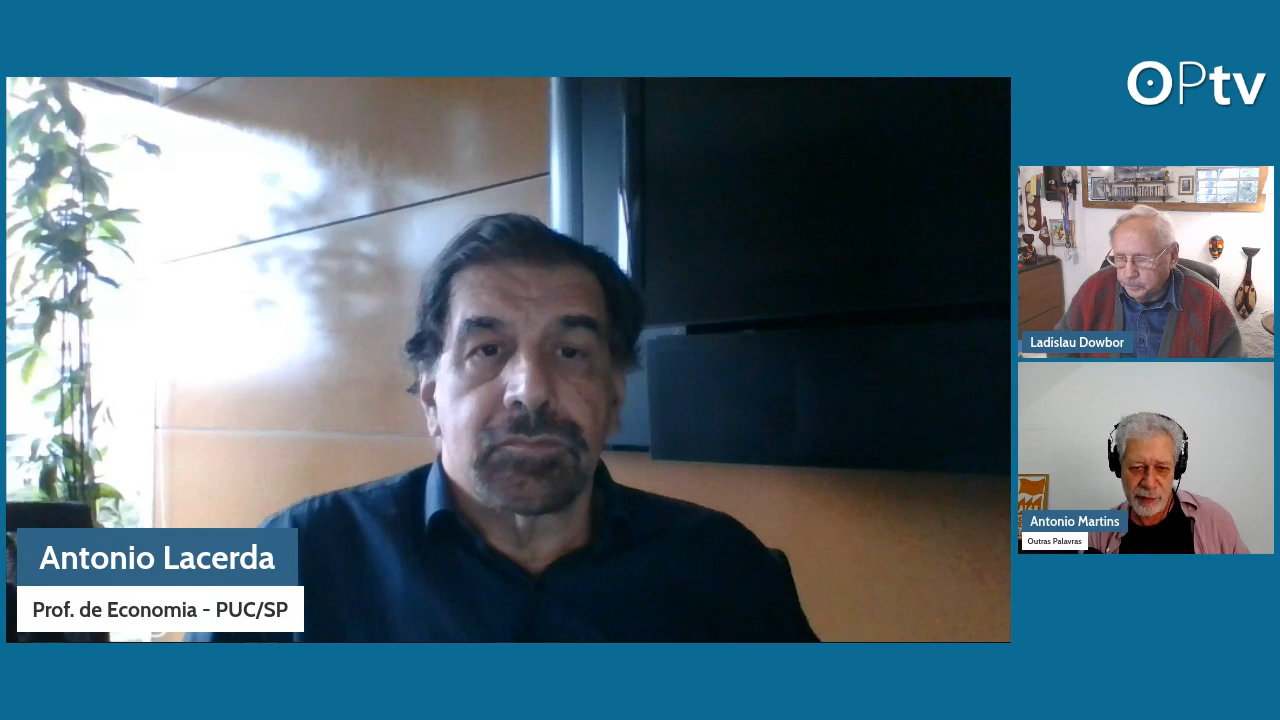 OPtv
Antonio Lacerda
Prof. de Economia - PUC/SP
Ladislau Dowbor
Antonio Martins
Outras Palavras